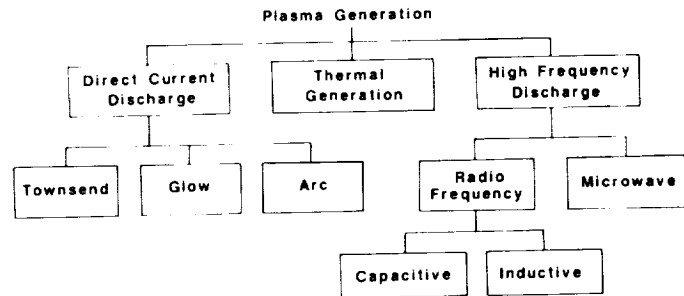 Plasma Generation
Direct Current
Discharge
Thermal
Generation
High Frequency
Discharge
Townsend
Glow
Arc
Radio
Frequency
Microwave
Capacitive
Inductive